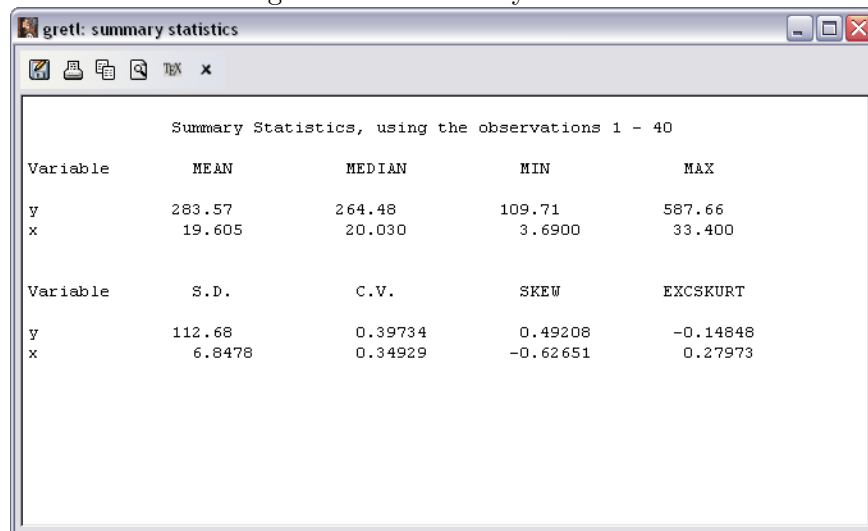 gretl: summary statistics
TEX
Summary Statistics, using the observations 1 - 40
Variable MEAN MEDIAN MIN MAX
y 283.57 264.48 109.71 587.66
x 19.605 20.030 3.6900 33.400
Variable S.D. C.V. SKEW EXCSKURT
y 112.68 0.39734 0.49208 -0.14848
x 6.8478 0.34929 -0.62651 0.27973